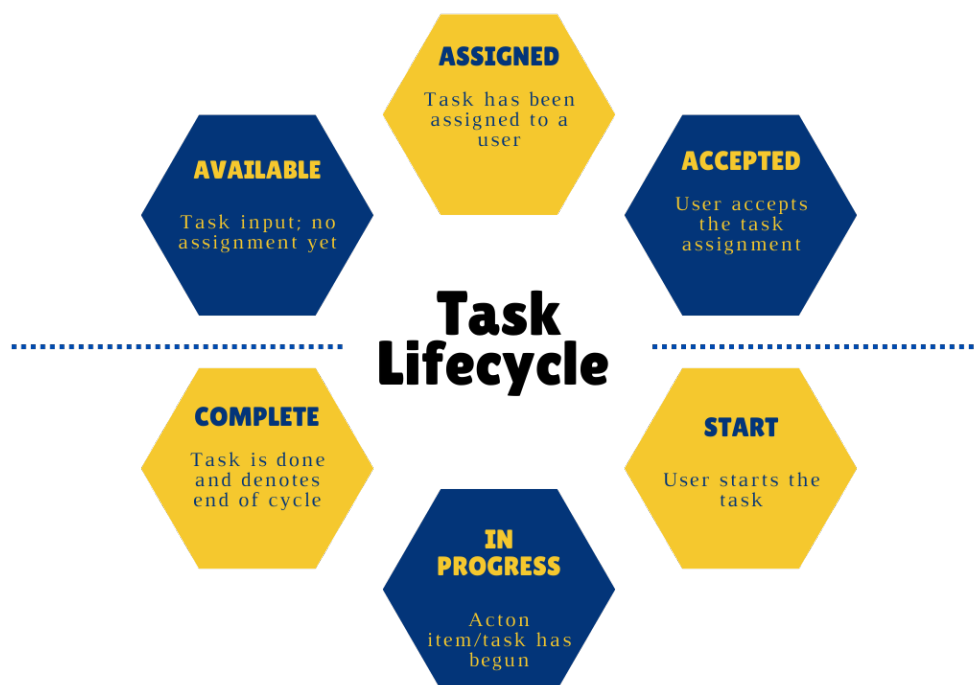 ASSIGNED
Task has been
assigned to a
user
AVAILABLE
Task input; no
assignment yet
ACCEPTED
User accepts
the task
assignment
Task
Lifecycle
COMPLETE
Task is done
and denotes
end of cycle
START
User starts the
task
IN
PROGRESS
Acton
item/task has
begun